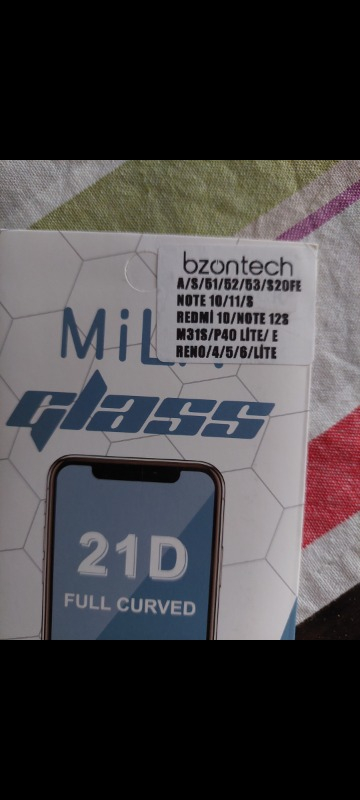 bzontech
A/S/51/52/53/S20FE
NOTE 10/11/S
REDMİ 10/NOTE 12S
M31S/P40 LİTE/ E
RENO/4/5/6/LİTE
MiLA
glass
21D
FULL CURVED